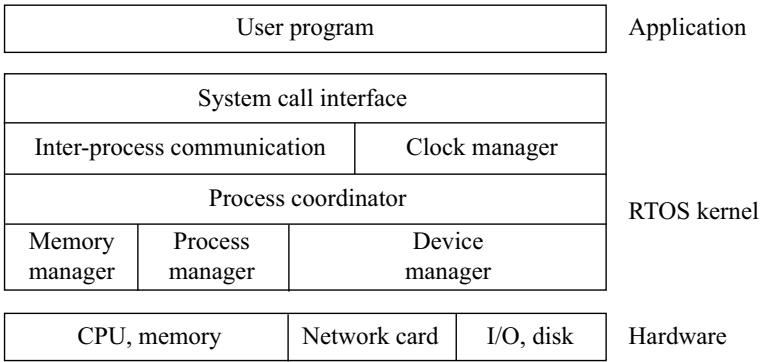 User program
Application
System call interface
Inter-process communication
Clock manager
Process coordinator
RTOS kernel
Memory
manager
Process
manager
Device
manager
CPU, memory
Network card
I/O, disk
Hardware